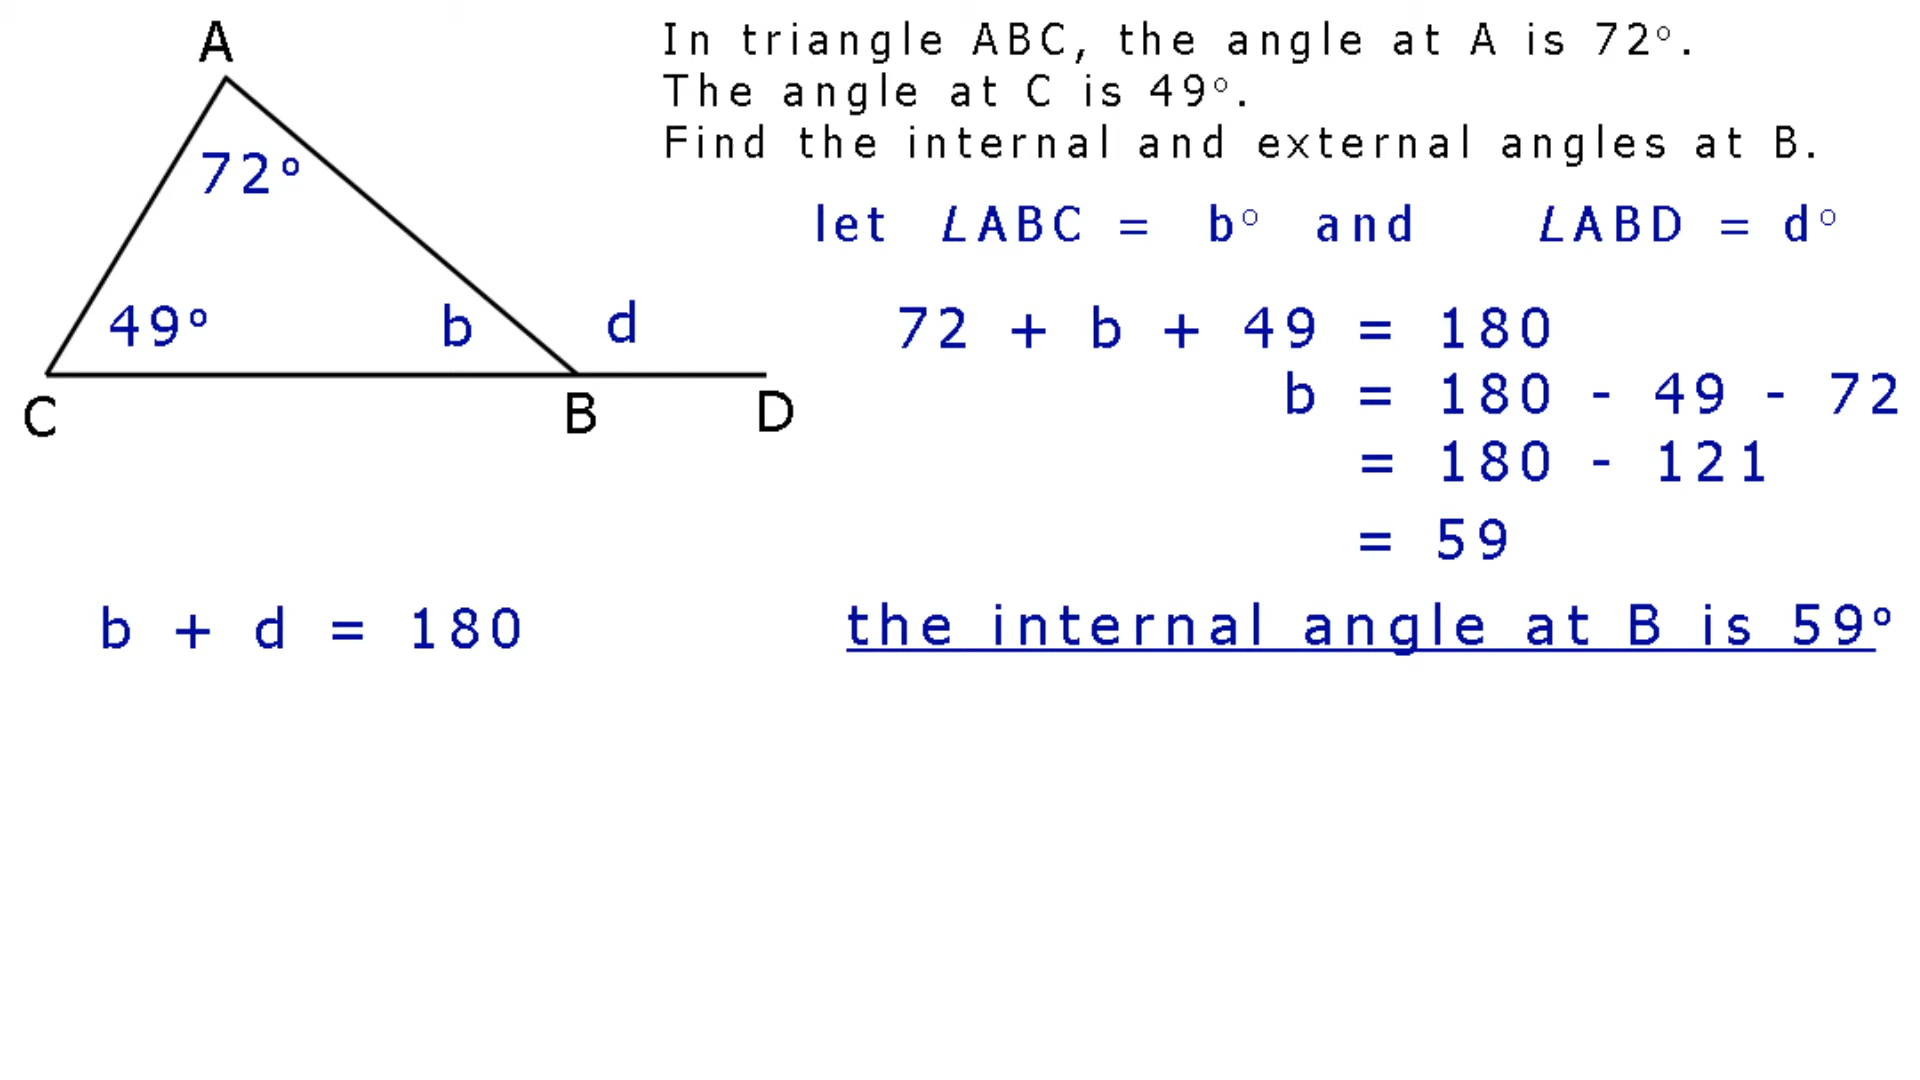 A
In triangle ABC, the angle at A is 72°.
The angle at C is 49°.
Find the internal and external angles at B.
72°
let ∠ABC = b° and ∠ABD = d°
49° b d
72 + b + 49 = 180
b = 180 - 49 - 72
C B D
= 180 - 121
= 59
b + d = 180
the internal angle at B is 59°